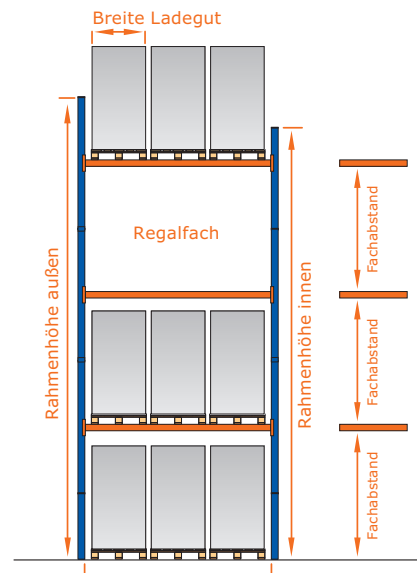 Breite Ladegut
Regalfach
Rahmenhöhe außen
Rahmenhöhe innen
Fachabstand
Fachabstand
Fachabstand